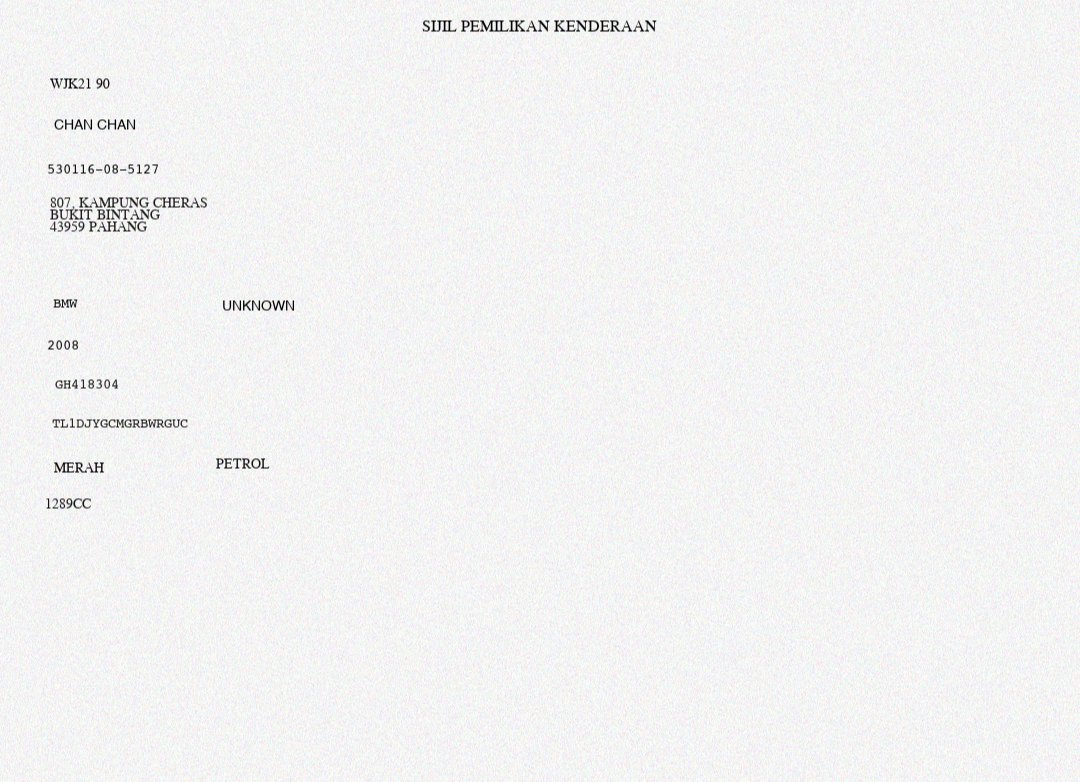 SIJIL PEMILIKAN KENDERAAN
WJK21 90
CHAN CHAN
530116-08-5127
807, KAMPUNG CHERAS
BUKIT BINTANG
43959 PAHANG
BMW UNKNOWN
2008
GH418304
TL1DJYGCMGRBWRGUC
MERAH PETROL
1289CC